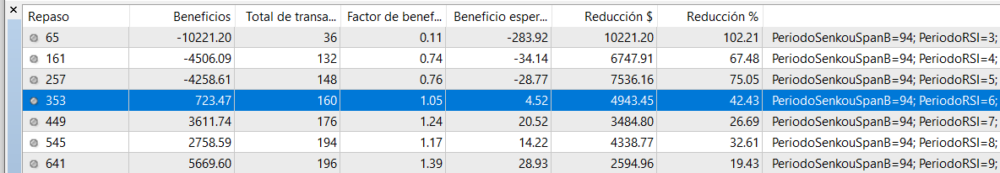 Repaso Beneficios Total de transa... Factor de benef... Beneficio esper... Reducción $ Reducción %
65 -10221.20 36 0.11 -283.92 10221.20 102.21 PeriodoSenkouSpanB=94; PeriodoRSI=3;
161 -4506.09 132 0.74 -34.14 6747.91 67.48 PeriodoSenkouSpanB=94; PeriodoRSI=4;
257 -4258.61 148 0.76 -28.77 7536.16 75.05 PeriodoSenkouSpanB=94; PeriodoRSI=5;
353 723.47 160 1.05 4.52 4943.45 42.43 PeriodoSenkouSpanB=94; PeriodoRSI=6;
449 3611.74 176 1.24 20.52 3484.80 26.69 PeriodoSenkouSpanB=94; PeriodoRSI=7;
545 2758.59 194 1.17 14.22 4338.77 32.61 PeriodoSenkouSpanB=94; PeriodoRSI=8;
641 5669.60 196 1.39 28.93 2594.96 19.43 PeriodoSenkouSpanB=94; PeriodoRSI=9;